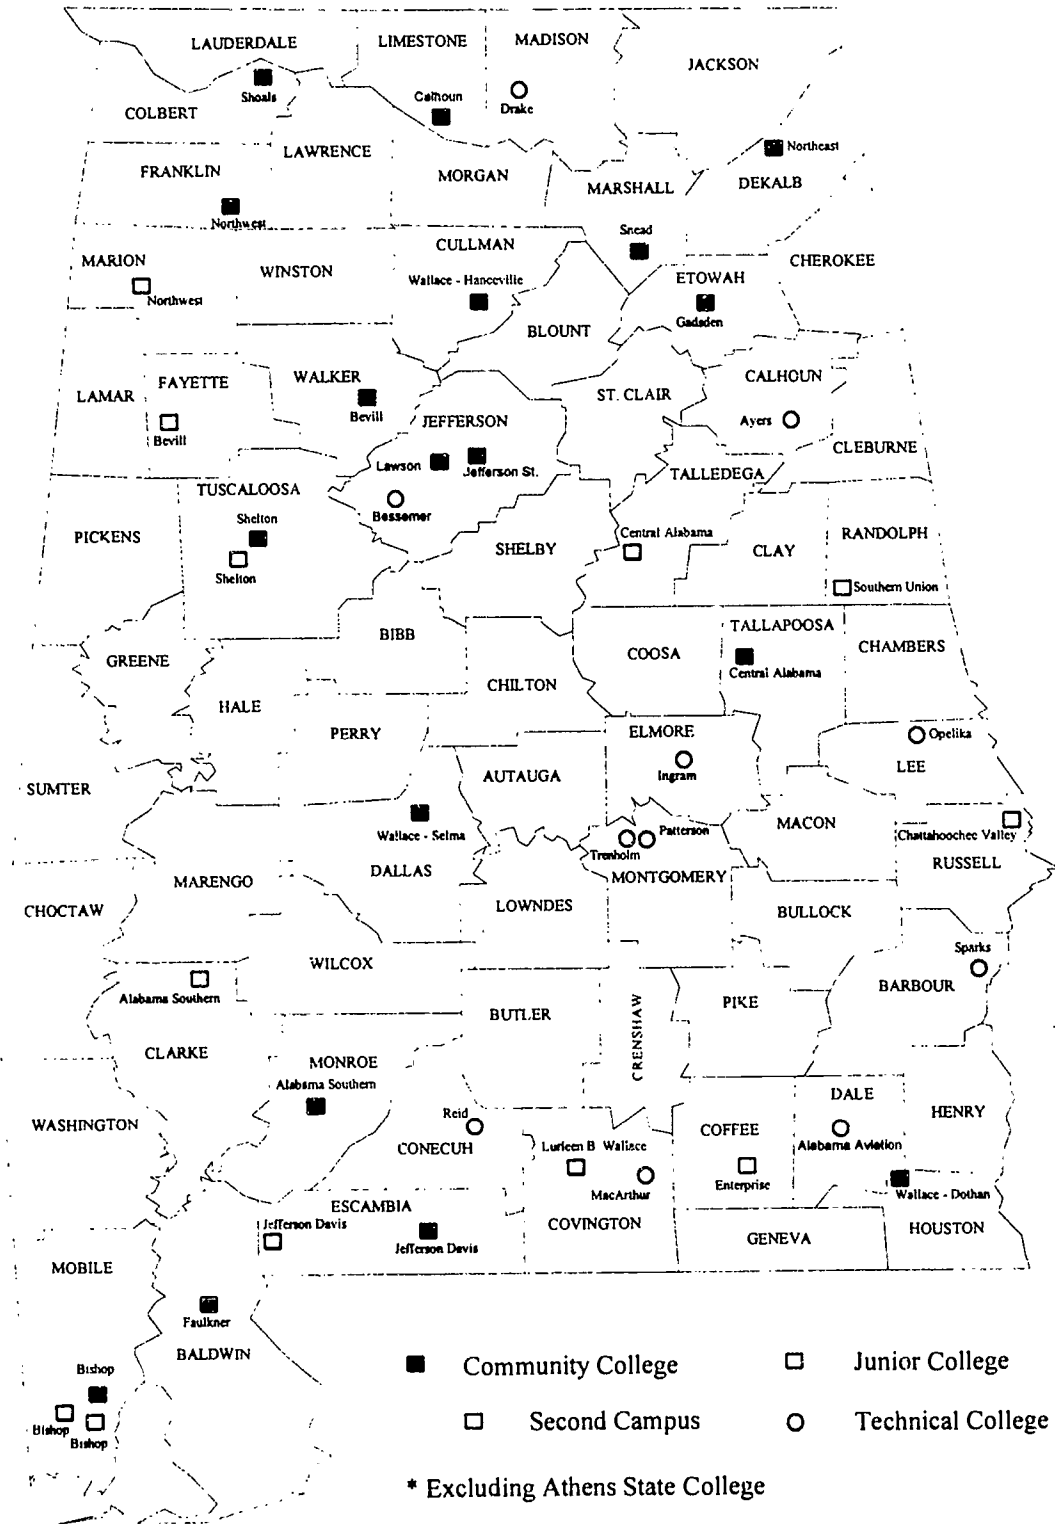 LAUDERDALE
LIMESTONE
MADISON
JACKSON
Shoals
Calhoun
Drake
COLBERT
LAWRENCE
Northeast
FRANKLIN
MORGAN
MARSHALL
DEKALB
Northwest
Snead
CULLMAN
MARION
WINSTON
CHEROKEE
Wallace - Hanceville
ETOWAH
Northwest
Gadsden
BLOUNT
WALKER
CALHOUN
FAYETTE
LAMAR
ST. CLAIR
Bevill
JEFFERSON
Ayers
Bevill
CLEBURNE
Lawson
Jefferson St.
TALLEDEGA
TUSCALOOSA
Bessemer
Shelton
Central Alabama
RANDOLPH
PICKENS
SHELBY
CLAY
Shelton
Southern Union
BIBB
TALLAPOOSA
CHAMBERS
GREENE
COOSA
Central Alabama
CHILTON
HALE
PERRY
ELMORE
Opelika
LEE
AUTAUGA
Ingram
SUMTER
Wallace - Selma
MACON
Patterson
Chattahoochee Valley
Trenholm
RUSSELL
DALLAS
MONTGOMERY
MARENGO
CHOCTAW
LOWNDES
BULLOCK
Sparks
WILCOX
BARBOUR
Alabama Southern
PIKE
BUTLER
CRENSHAW
CLARKE
MONROE
Alabama Southern
DALE
HENRY
Reid
WASHINGTON
COFFEE
CONECUH
Lurleen B Wallace
Alabama Aviation
Enterprise
MacArthur
Wallace - Dothan
ESCAMBIA
Jefferson Davis
COVINGTON
HOUSTON
GENEVA
Jefferson Davis
MOBILE
Faulkner
BALDWIN
Bishop
Bishop
Bishop
Community College
Junior College
Second Campus
Technical College
* Excluding Athens State College